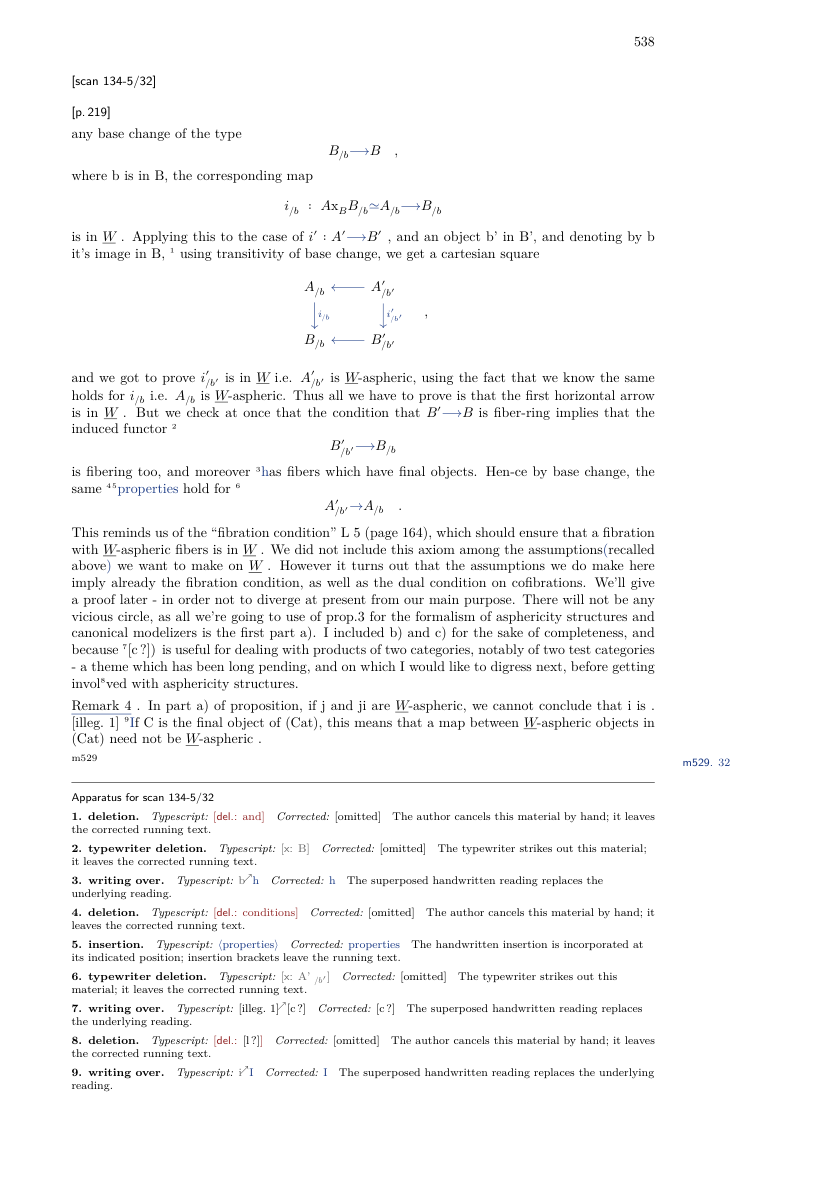 538
[scan 134-5/32]
[p. 219]
any base change of the type
B/b⟶B ,
where b is in B, the corresponding map
i/b : AxBB/b≃A/b⟶B/b
is in W . Applying this to the case of i′ : A′⟶B′ , and an object b' in B', and denoting by b
it's image in B, 1 using transitivity of base change, we get a cartesian square
A/b ⟵ A′/b′
↓i/b ↓i′/b′ ,
B/b ⟵ B′/b′
and we got to prove i′/b′ is in W i.e. A′/b′ is W-aspheric, using the fact that we know the same
holds for i/b i.e. A/b is W-aspheric. Thus all we have to prove is that the first horizontal arrow
is in W . But we check at once that the condition that B′⟶B is fiber-ring implies that the
induced functor 2
B′/b′⟶B/b
is fibering too, and moreover 3has fibers which have final objects. Hen-ce by base change, the
same 45properties hold for 6
A′/b′→A/b .
This reminds us of the “fibration condition” L 5 (page 164), which should ensure that a fibration
with W-aspheric fibers is in W . We did not include this axiom among the assumptions(recalled
above) we want to make on W . However it turns out that the assumptions we do make here
imply already the fibration condition, as well as the dual condition on cofibrations. We'll give
a proof later - in order not to diverge at present from our main purpose. There will not be any
vicious circle, as all we're going to use of prop.3 for the formalism of asphericity structures and
canonical modelizers is the first part a). I included b) and c) for the sake of completeness, and
because 7[c ?]) is useful for dealing with products of two categories, notably of two test categories
- a theme which has been long pending, and on which I would like to digress next, before getting
invol8ved with asphericity structures.
Remark 4 . In part a) of proposition, if j and ji are W-aspheric, we cannot conclude that i is .
[illeg. 1] 9If C is the final object of (Cat), this means that a map between W-aspheric objects in
(Cat) need not be W-aspheric .
m529
m529. 32
Apparatus for scan 134-5/32
1. deletion. Typescript: [del.: and] Corrected: [omitted] The author cancels this material by hand; it leaves
the corrected running text.
2. typewriter deletion. Typescript: [x: B] Corrected: [omitted] The typewriter strikes out this material;
it leaves the corrected running text.
3. writing over. Typescript: b↗h Corrected: h The superposed handwritten reading replaces the
underlying reading.
4. deletion. Typescript: [del.: conditions] Corrected: [omitted] The author cancels this material by hand; it
leaves the corrected running text.
5. insertion. Typescript: ⟨properties⟩ Corrected: properties The handwritten insertion is incorporated at
its indicated position; insertion brackets leave the running text.
6. typewriter deletion. Typescript: [x: A' /b′] Corrected: [omitted] The typewriter strikes out this
material; it leaves the corrected running text.
7. writing over. Typescript: [illeg. 1]↗[c ?] Corrected: [c ?] The superposed handwritten reading replaces
the underlying reading.
8. deletion. Typescript: [del.: [l ?]] Corrected: [omitted] The author cancels this material by hand; it leaves
the corrected running text.
9. writing over. Typescript: i↗I Corrected: I The superposed handwritten reading replaces the underlying
reading.